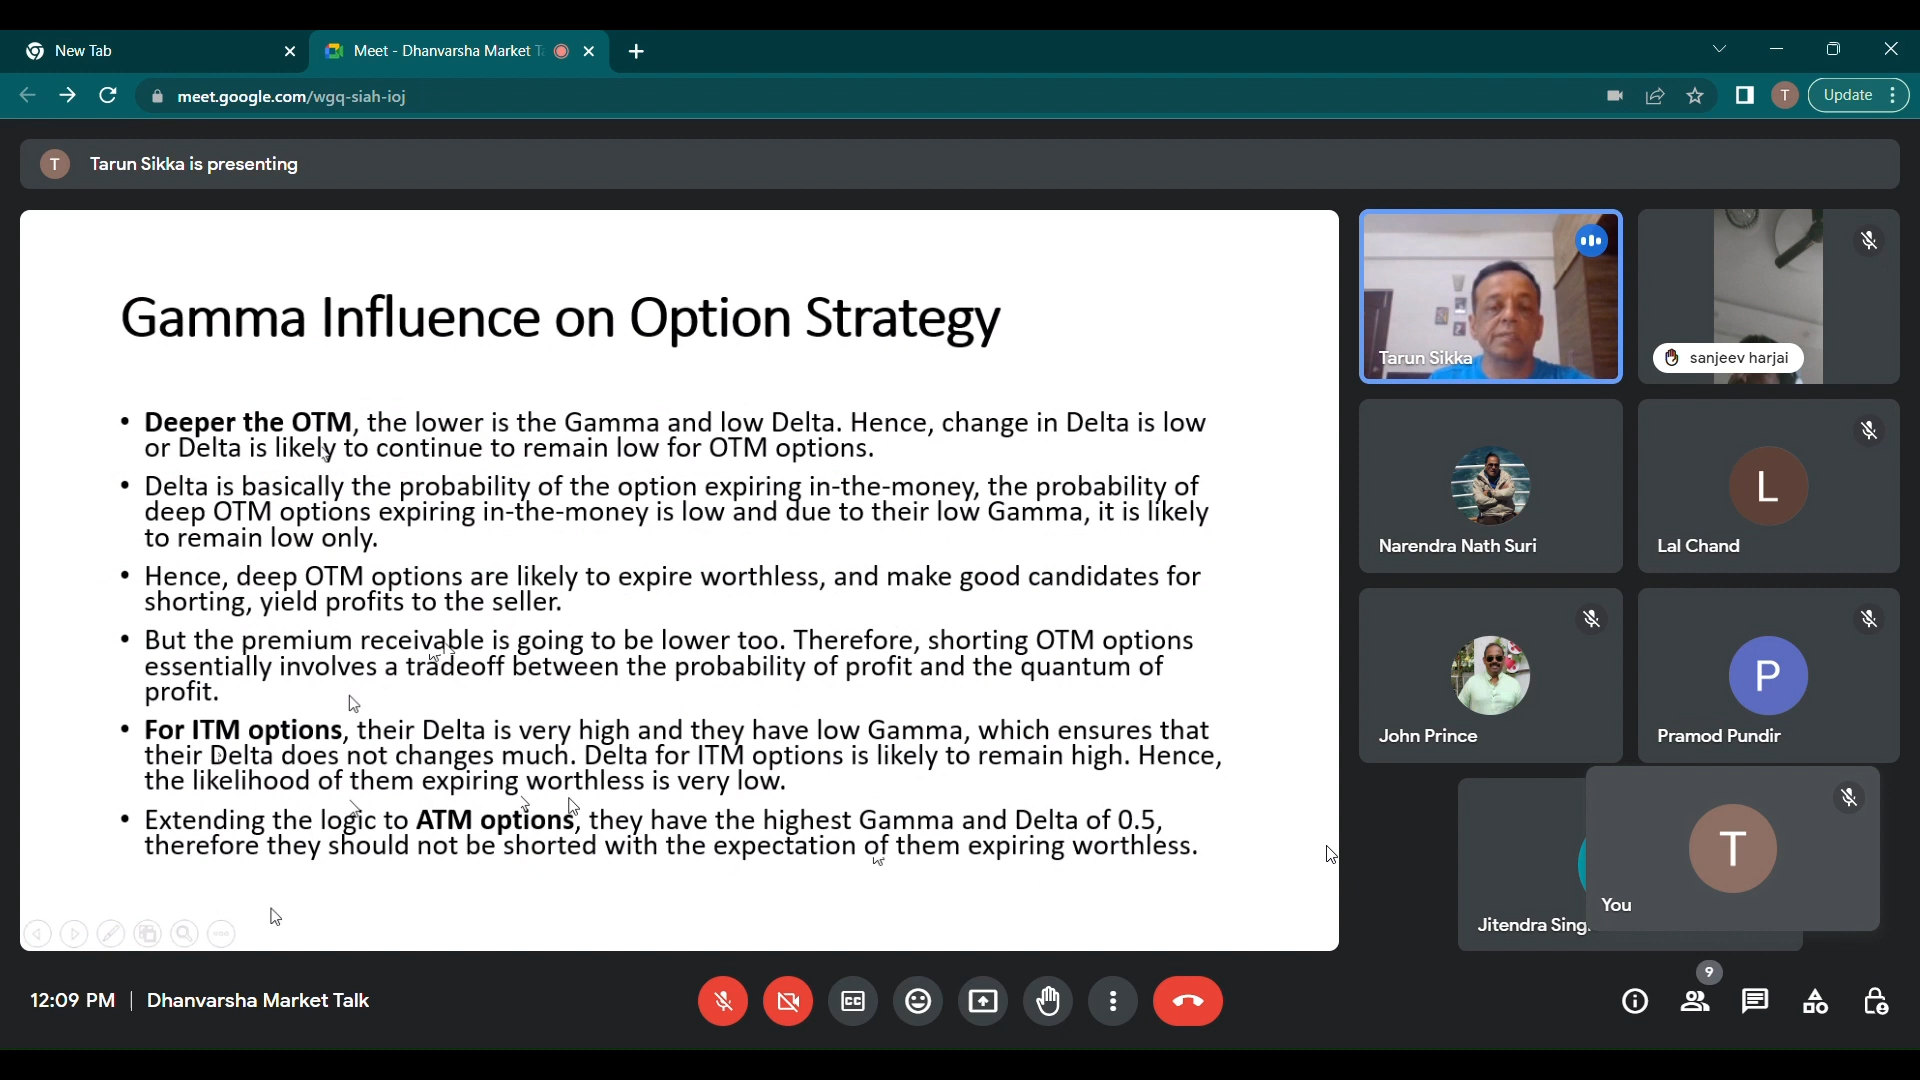 New Tab
Meet - Dhanvarsha Market T
meet.google.com/wgq-siah-ioj
T
Update
T
Tarun Sikka is presenting
Gamma Influence on Option Strategy
• Deeper the OTM, the lower is the Gamma and low Delta. Hence, change in Delta is low
or Delta is likely to continue to remain low for OTM options.
• Delta is basically the probability of the option expiring in-the-money, the probability of
deep OTM options expiring in-the-money is low and due to their low Gamma, it is likely
to remain low only.
• Hence, deep OTM options are likely to expire worthless, and make good candidates for
shorting, yield profits to the seller.
• But the premium receivable is going to be lower too. Therefore, shorting OTM options
essentially involves a tradeoff between the probability of profit and the quantum of
profit.
• For ITM options, their Delta is very high and they have low Gamma, which ensures that
their Delta does not changes much. Delta for ITM options is likely to remain high. Hence,
the likelihood of them expiring worthless is very low.
• Extending the logic to ATM options, they have the highest Gamma and Delta of 0.5,
therefore they should not be shorted with the expectation of them expiring worthless.
Tarun Sikka
sanjeev harjai
Narendra Nath Suri
L
Lal Chand
John Prince
P
Pramod Pundir
Jitendra Sing
T
You
12:09 PM | Dhanvarsha Market Talk
CC
9